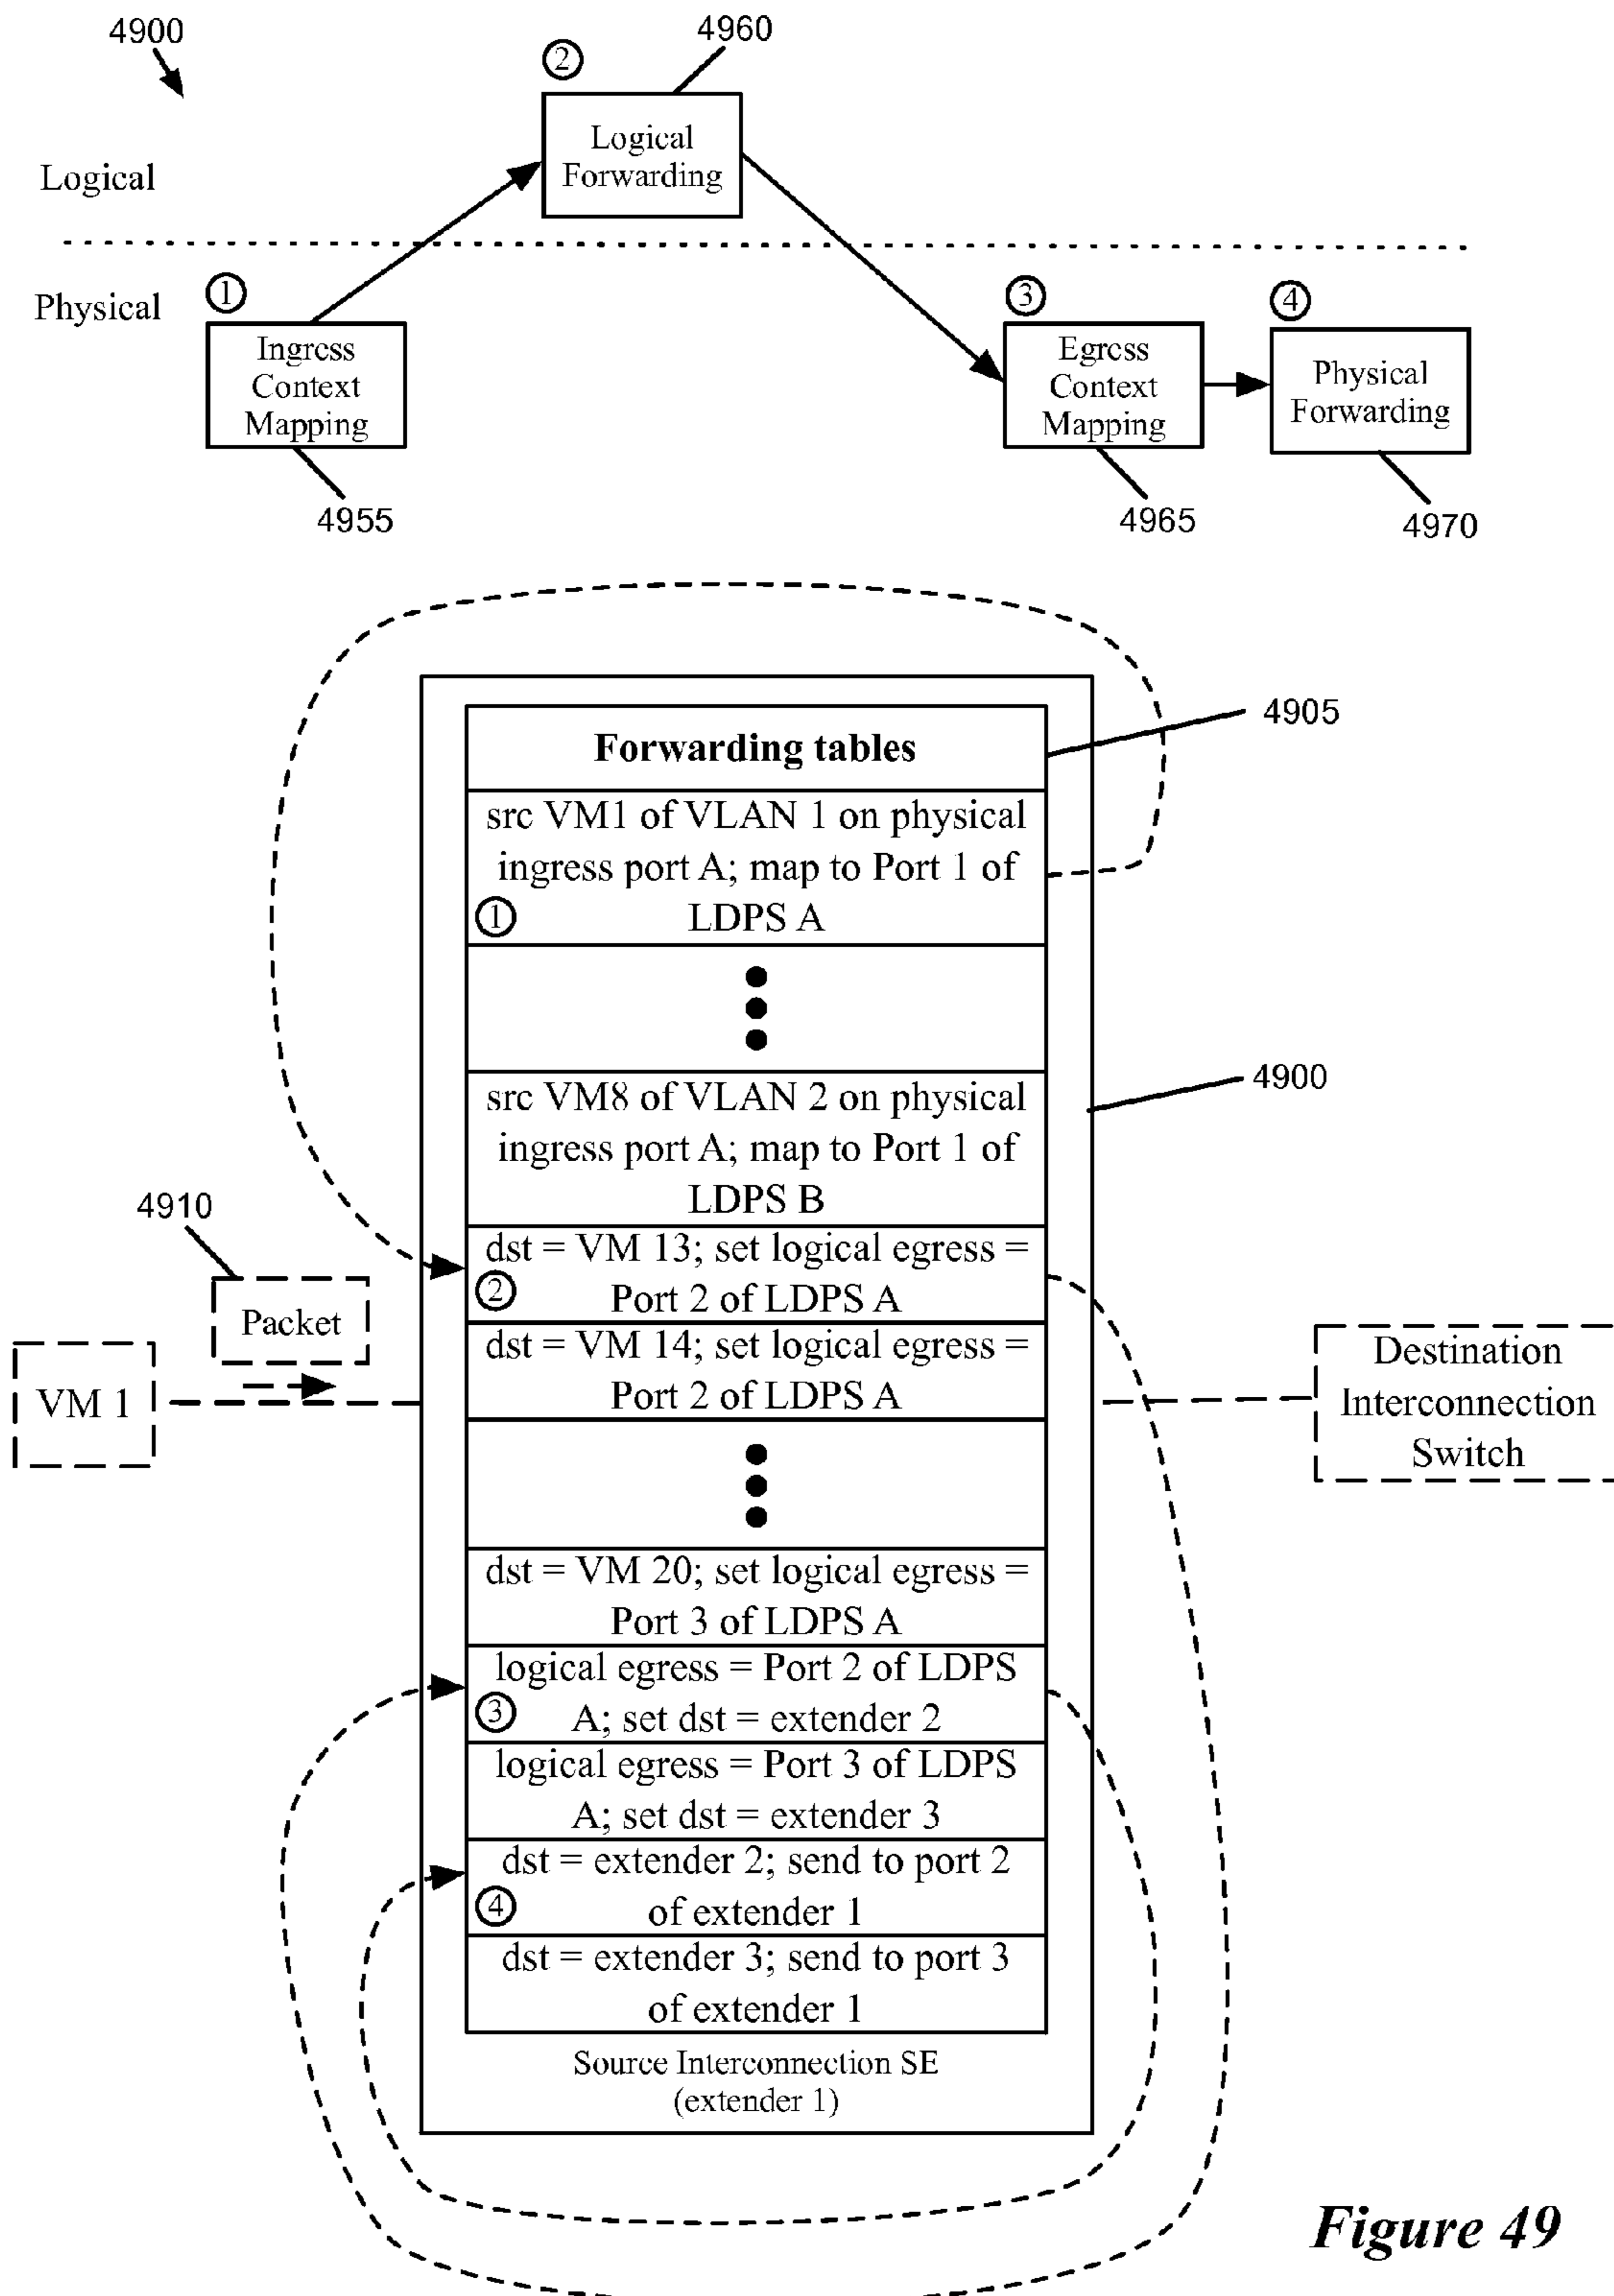 4900
4960
②
Logical
Forwarding
Logical
Physical
①
③
④
Ingress
Context
Mapping
Egress
Context
Mapping
Physical
Forwarding
4955
4965
4970
4905
Forwarding tables
src VM1 of VLAN 1 on physical
ingress port A; map to Port 1 of
① LDPS A
4900
src VM8 of VLAN 2 on physical
ingress port A; map to Port 1 of
LDPS B
4910
Packet
VM 1
dst = VM 13; set logical egress =
② Port 2 of LDPS A
dst = VM 14; set logical egress =
Port 2 of LDPS A
Destination
Interconnection
Switch
dst = VM 20; set logical egress =
Port 3 of LDPS A
logical egress = Port 2 of LDPS
③ A; set dst = extender 2
logical egress = Port 3 of LDPS
A; set dst = extender 3
dst = extender 2; send to port 2
④ of extender 1
dst = extender 3; send to port 3
of extender 1
Source Interconnection SE
(extender 1)
Figure 49